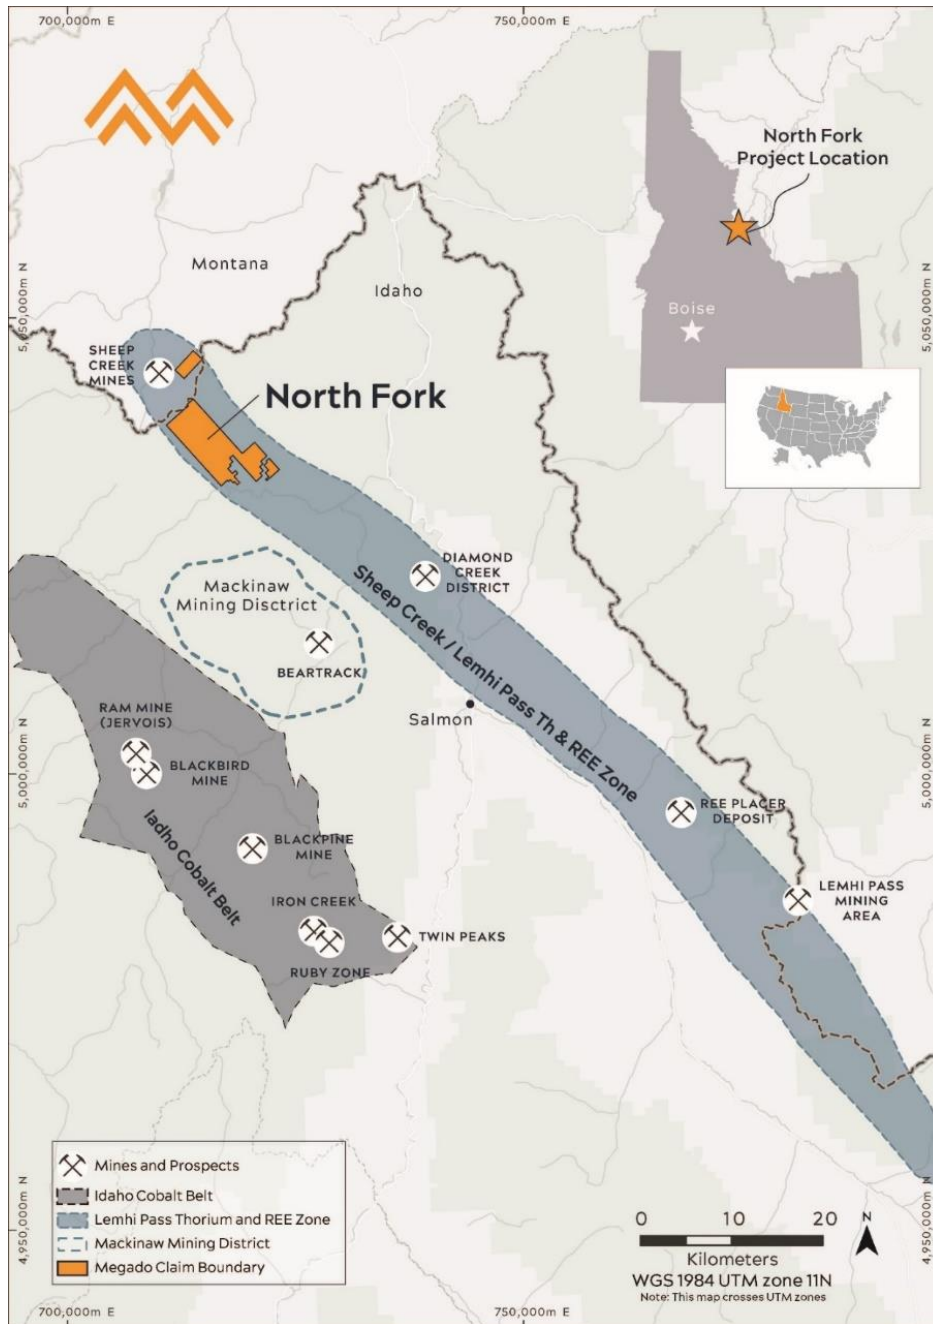 700,000m E
750,000m E
North Fork
Project Location
Montana
Idaho
Boise
5,050,000m N
5,050,000m N
SHEEP
CREEK
MINES
North Fork
DIAMOND
CREEK
DISTRICT
Mackinaw
Mining Disctrict
BEARTRACK
Sheep Creek / Lemhi Pass Th & REE Zone
Salmon
RAM MINE
(JERVOIS)
BLACKBIRD
MINE
5,000,000m N
5,000,000m N
REE PLACER
DEPOSIT
BLACKPINE
MINE
Iadho Cobalt Belt
IRON CREEK
LEMHI PASS
MINING
AREA
TWIN PEAKS
RUBY ZONE
Mines and Prospects
Idaho Cobalt Belt
Lemhi Pass Thorium and REE Zone
Mackinaw Mining District
Megado Claim Boundary
4,950,000m N
4,950,000m N
0 10 20
N
Kilometers
WGS 1984 UTM zone 11N
Note: This map crosses UTM zones
700,000m E
750,000m E